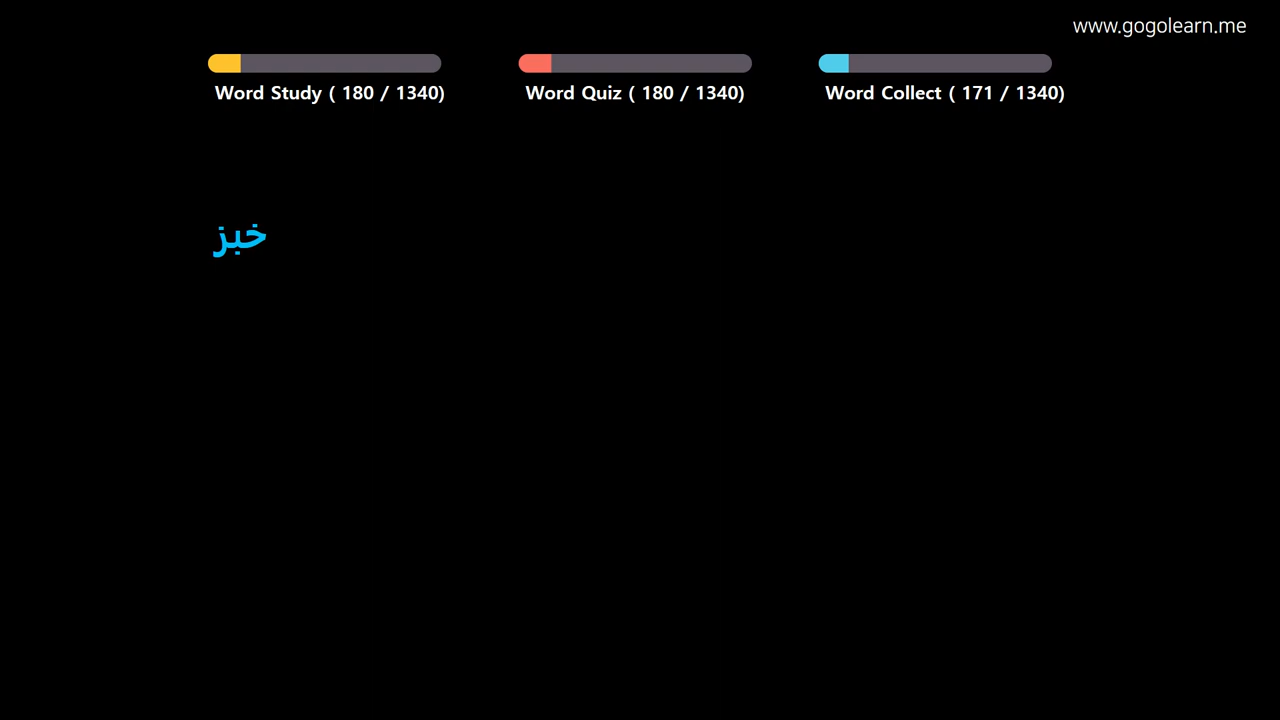 www.gogolearn.me
Word Study ( 180 / 1340)
Word Quiz ( 180 / 1340)
Word Collect ( 171 / 1340)
خبز